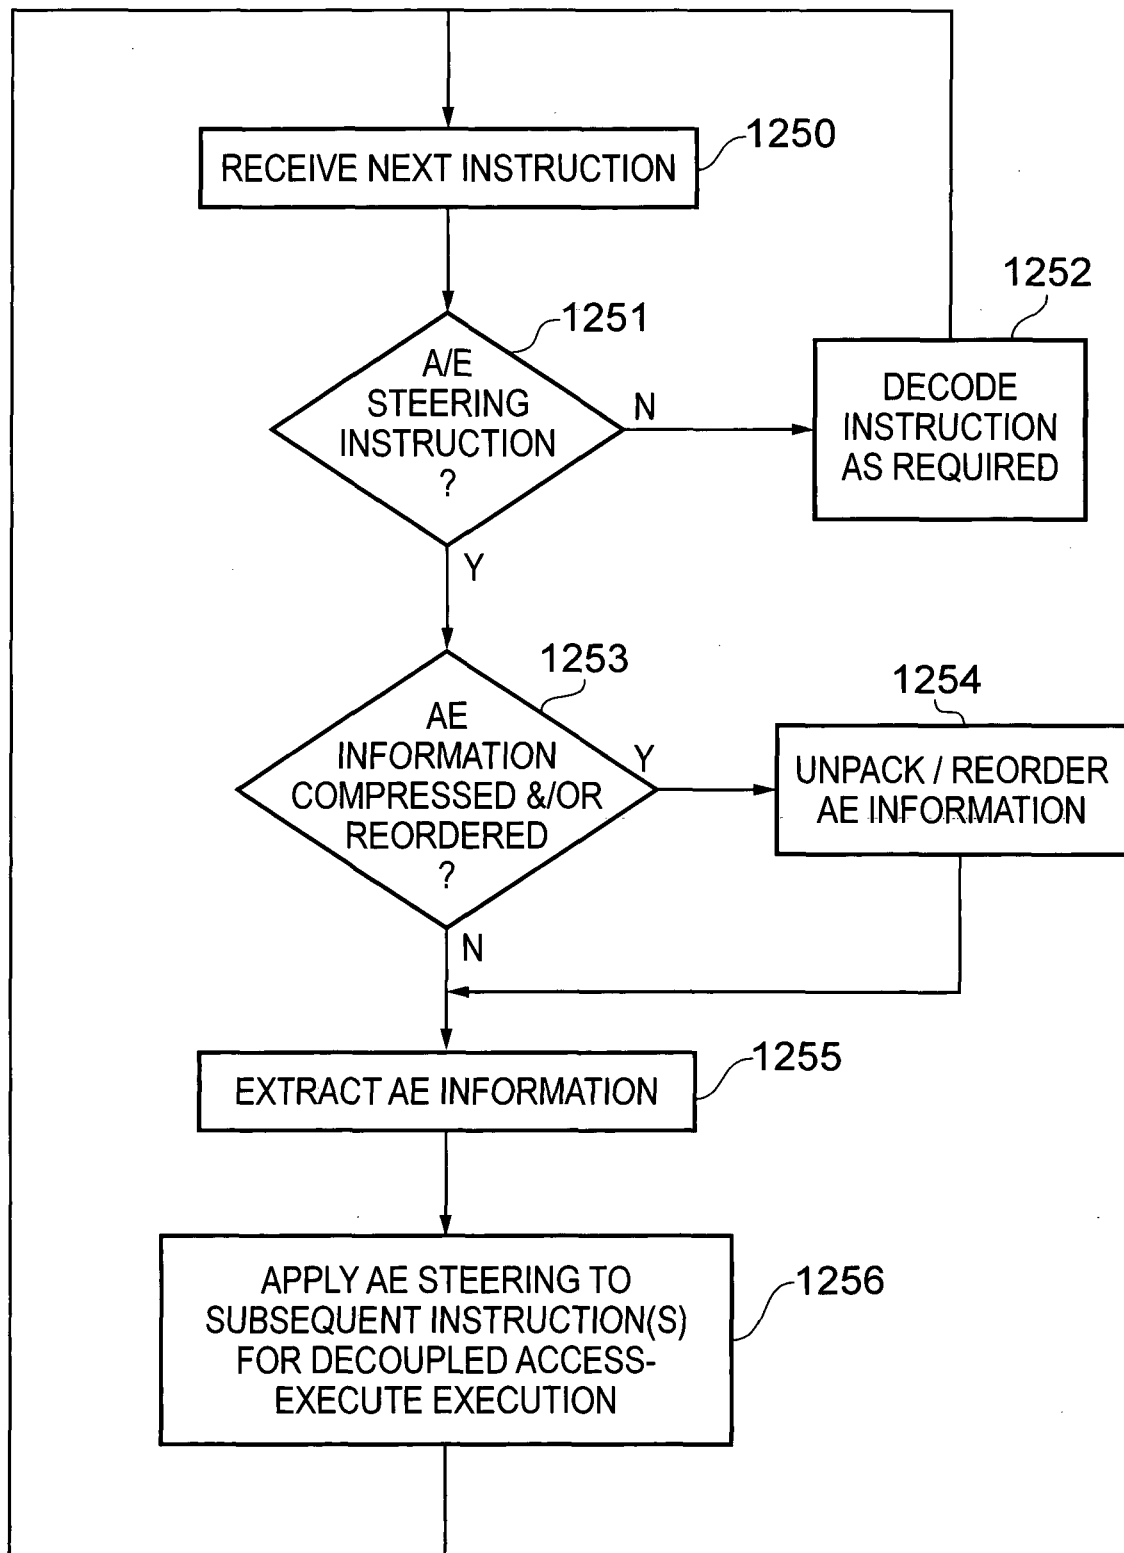 1250
RECEIVE NEXT INSTRUCTION
1252
1251
A/E
STEERING
INSTRUCTION
?
N
DECODE
INSTRUCTION
AS REQUIRED
Y
1253
1254
AE
INFORMATION
COMPRESSED &/OR
REORDERED
?
Y
UNPACK / REORDER
AE INFORMATION
N
1255
EXTRACT AE INFORMATION
1256
APPLY AE STEERING TO
SUBSEQUENT INSTRUCTION(S)
FOR DECOUPLED ACCESS-
EXECUTE EXECUTION